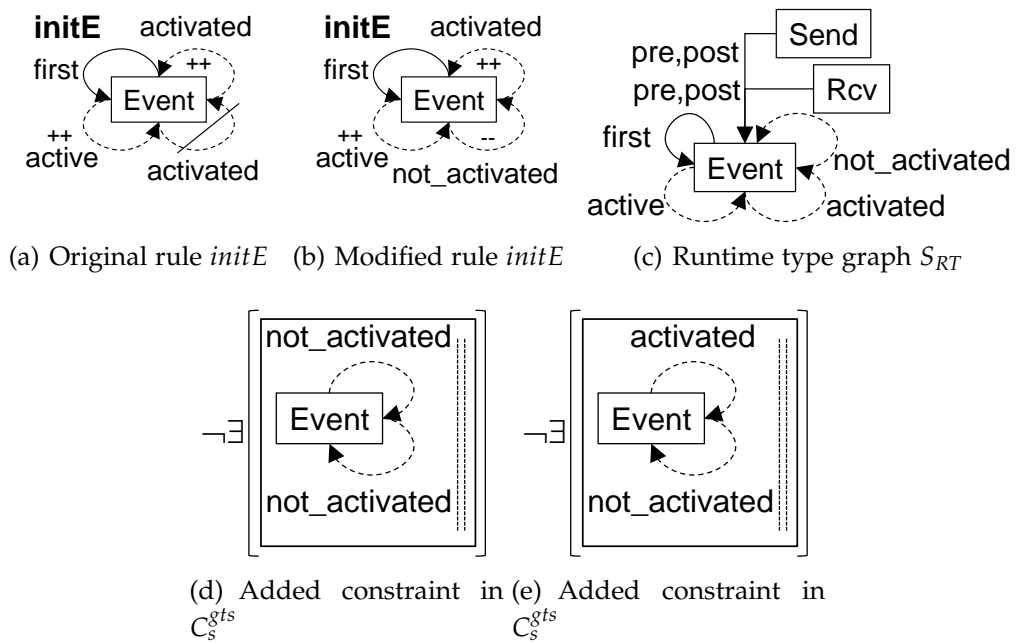 initE activated
first ++
Event
++
active
activated
(a) Original rule initE
initE activated
first ++
Event
++ --
active
not_activated
(b) Modified rule initE
Send
pre,post
pre,post Rcv
first
Event not_activated
active activated
(c) Runtime type graph S_RT
not_activated
¬∃ Event
not_activated
(d) Added constraint in
C_s^gts
activated
¬∃ Event
not_activated
(e) Added constraint in
C_s^gts